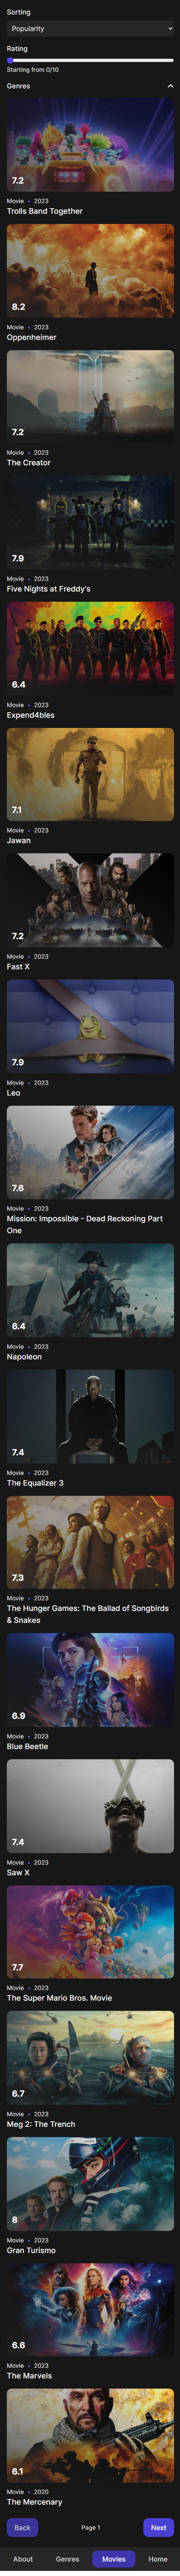 Sorting
Popularity
Rating
Starting from 0/10
Genres
7.2
Movie • 2023
Trolls Band Together
8.2
Movie • 2023
Oppenheimer
7.2
Movie • 2023
The Creator
7.9
Movie • 2023
Five Nights at Freddy's
6.4
Movie • 2023
Expend4bles
7.1
Movie • 2023
Jawan
7.2
Movie • 2023
Fast X
7.9
Movie • 2023
Leo
7.6
Movie • 2023
Mission: Impossible - Dead Reckoning Part
One
6.4
Movie • 2023
Napoleon
7.4
Movie • 2023
The Equalizer 3
7.3
Movie • 2023
The Hunger Games: The Ballad of Songbirds
& Snakes
6.9
Movie • 2023
Blue Beetle
7.4
Movie • 2023
Saw X
7.7
Movie • 2023
The Super Mario Bros. Movie
6.7
Movie • 2023
Meg 2: The Trench
8
Movie • 2023
Gran Turismo
6.6
Movie • 2023
The Marvels
6.1
Movie • 2020
The Mercenary
Back Page 1 Next
About Genres Movies Home